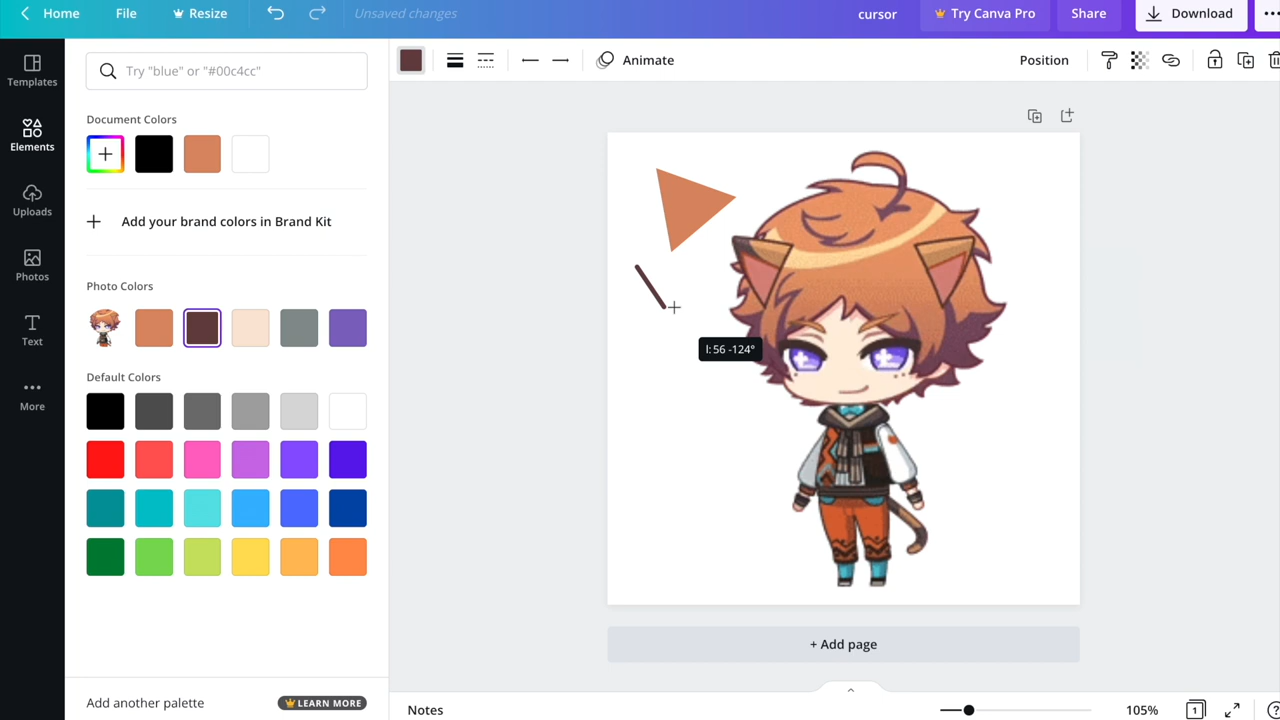 Home File Resize Unsaved changes cursor Try Canva Pro Share Download
Templates
Elements
Uploads
Photos
Text
More
Try "blue" or "#00c4cc"
Document Colors
Add your brand colors in Brand Kit
Photo Colors
Default Colors
Add another palette LEARN MORE
Animate Position
l: 56 -124°
+ Add page
Notes 105% 1